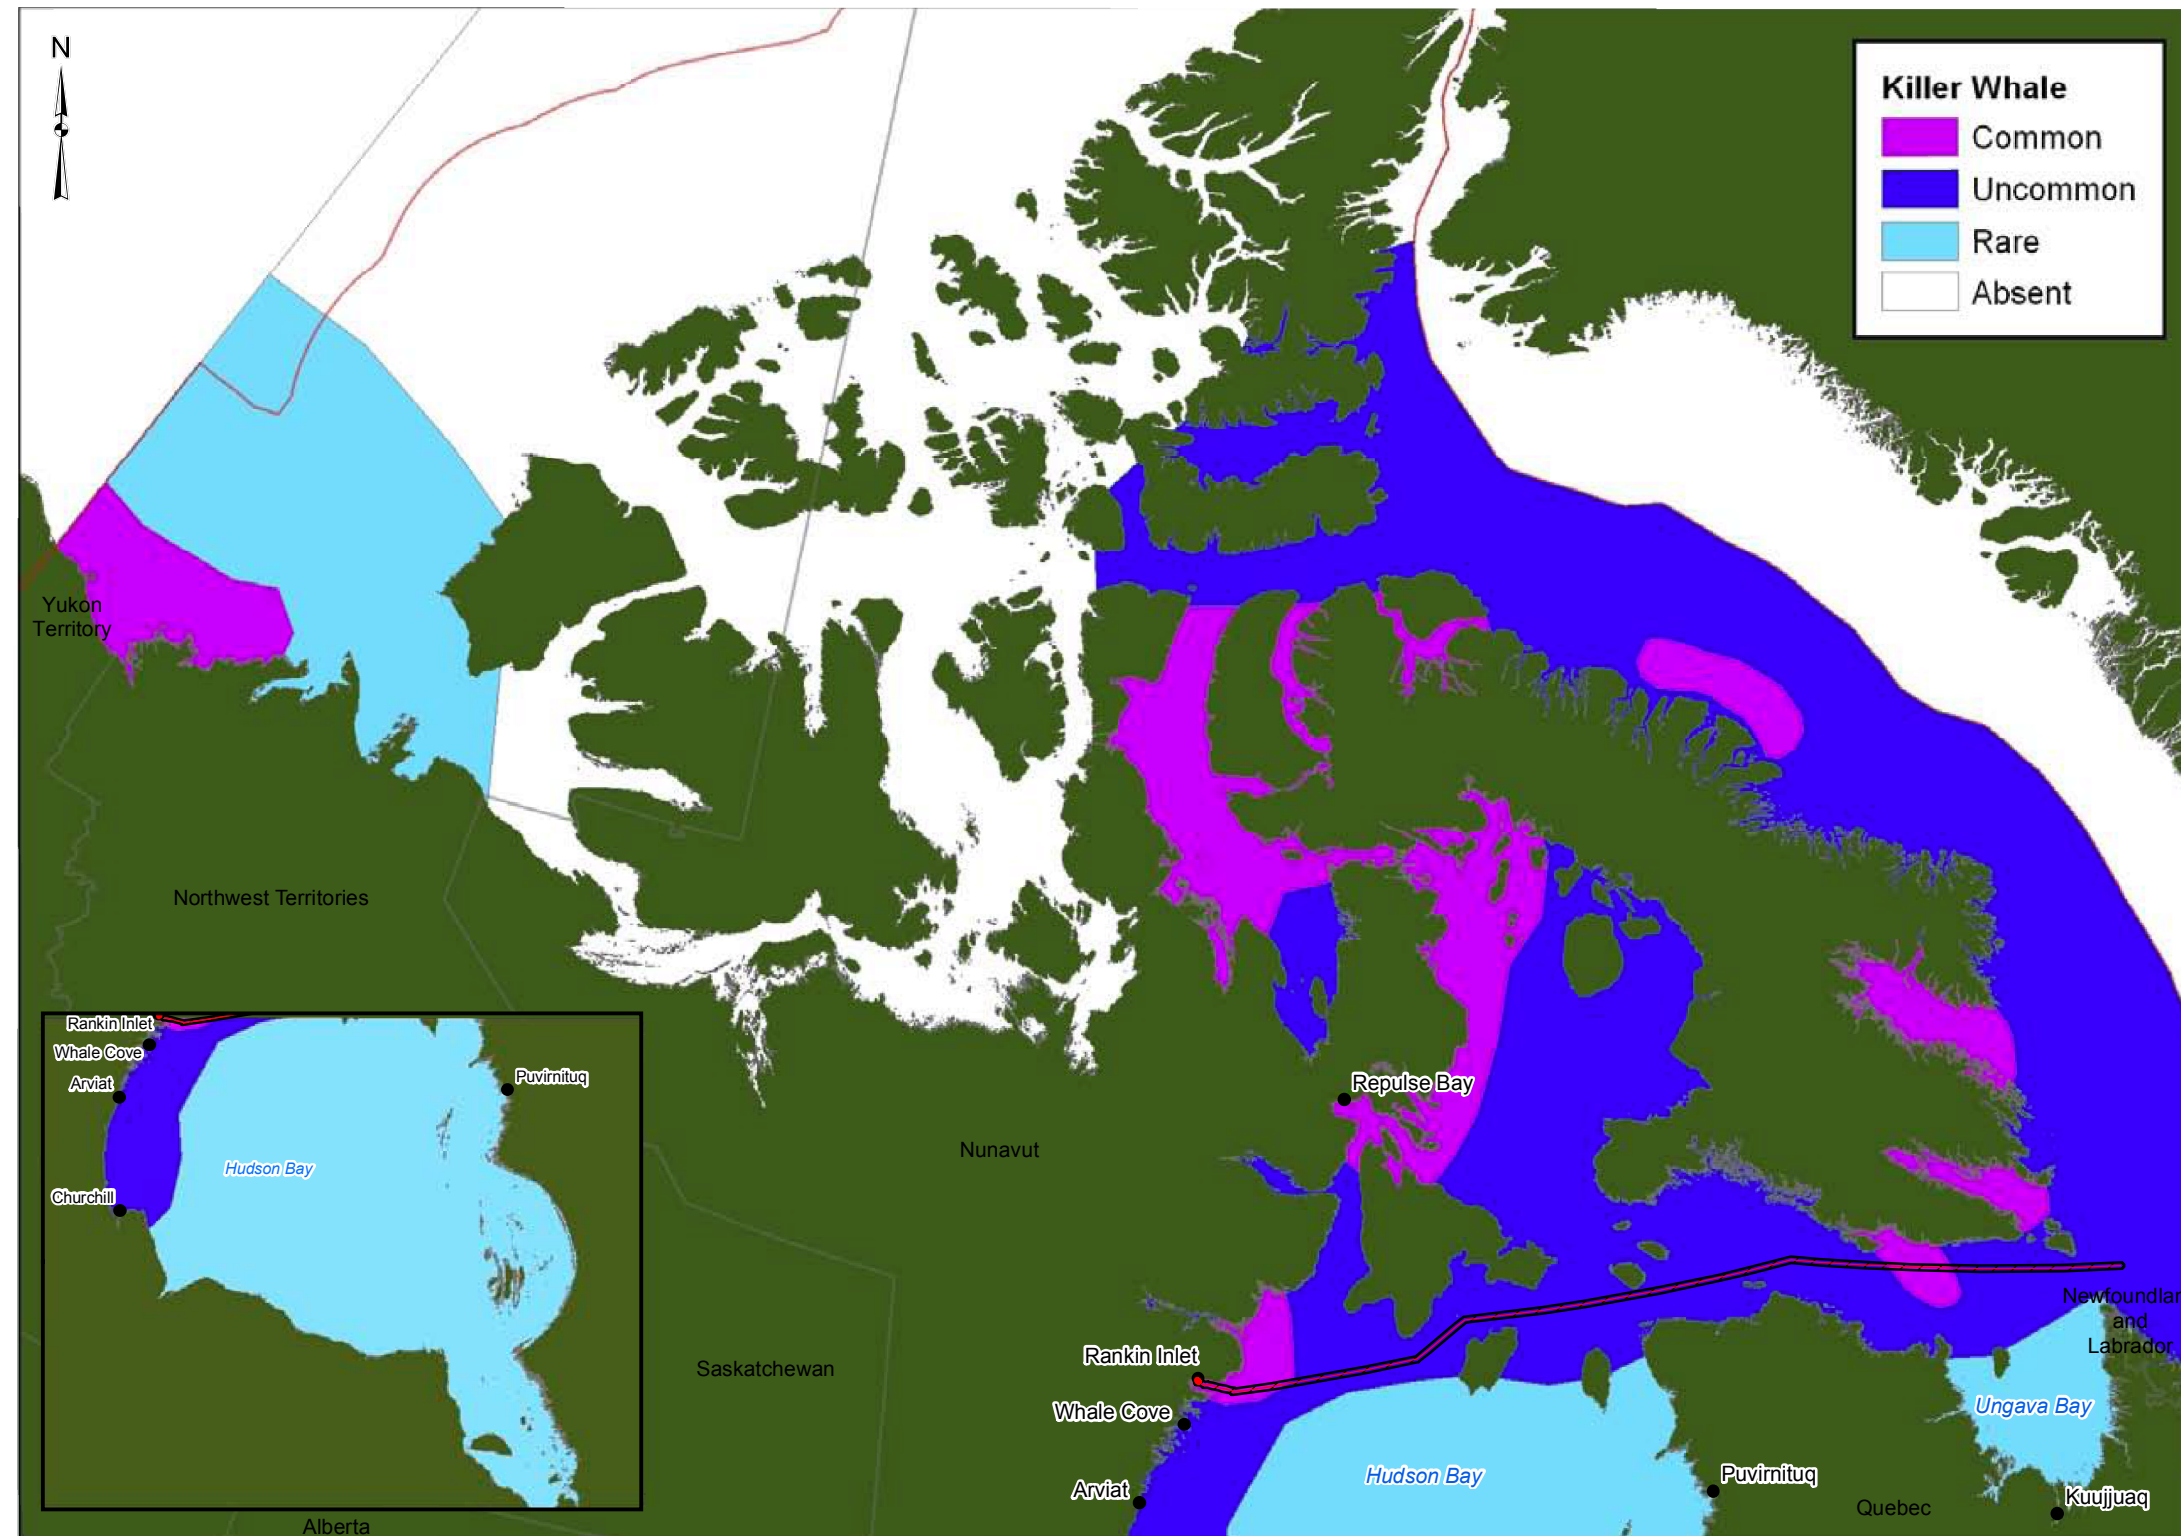 N
Killer Whale
Common
Uncommon
Rare
Absent
Yukon
Territory
Northwest Territories
Nunavut
Repulse Bay
Rankin Inlet
Whale Cove
Arviat
Churchill
Hudson Bay
Puvirnituq
Saskatchewan
Alberta
Rankin Inlet
Whale Cove
Arviat
Hudson Bay
Puvirnituq
Quebec
Newfoundlan
and
Labrador
Ungava Bay
Kuujjuaq